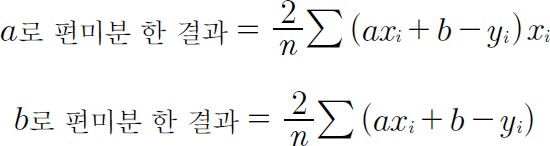 a로 편미분 한 결과 = 2/n ∑ (axᵢ + b − yᵢ) xᵢ
b로 편미분 한 결과 = 2/n ∑ (axᵢ + b − yᵢ)